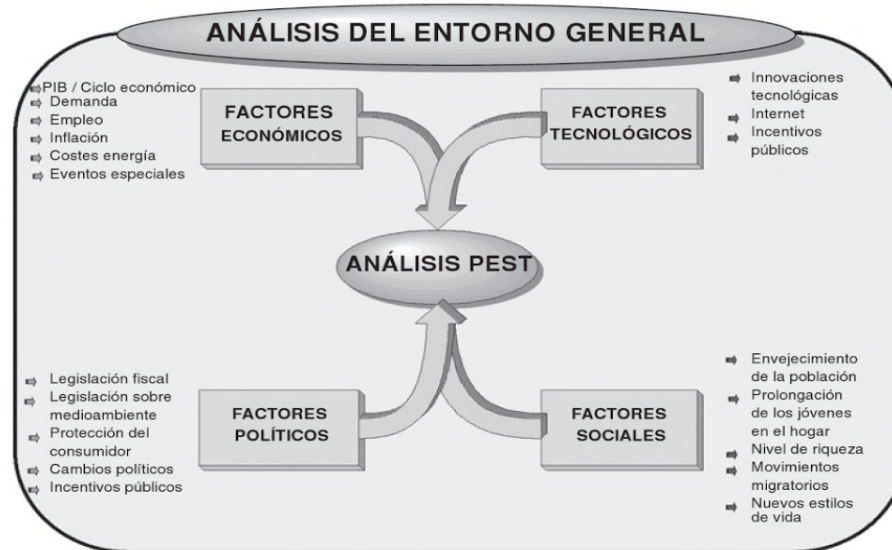 ANÁLISIS DEL ENTORNO GENERAL
PIB / Ciclo económico
Demanda
Empleo
Inflación
Costes energía
Eventos especiales
FACTORES
ECONÓMICOS
FACTORES
TECNOLÓGICOS
Innovaciones
tecnológicas
Internet
Incentivos
públicos
ANÁLISIS PEST
Legislación fiscal
Legislación sobre
medioambiente
Protección del
consumidor
Cambios políticos
Incentivos públicos
FACTORES
POLÍTICOS
FACTORES
SOCIALES
Envejecimiento
de la población
Prolongación
de los jóvenes
en el hogar
Nivel de riqueza
Movimientos
migratorios
Nuevos estilos
de vida